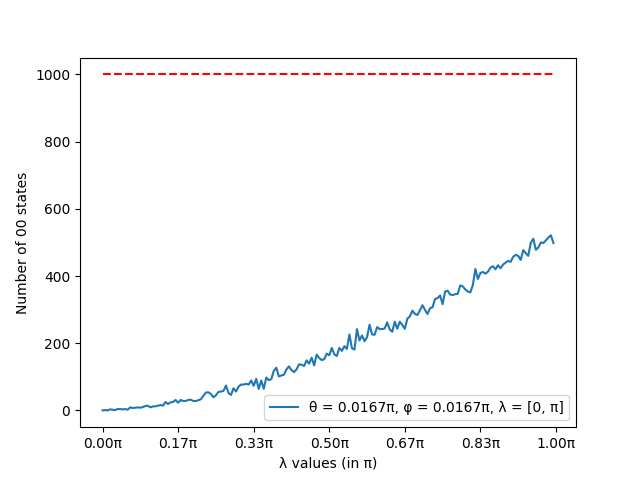 1000
800
600
400
200
0
Number of 00 states
θ = 0.0167π, φ = 0.0167π, λ = [0, π]
0.00π 0.17π 0.33π 0.50π 0.67π 0.83π 1.00π
λ values (in π)